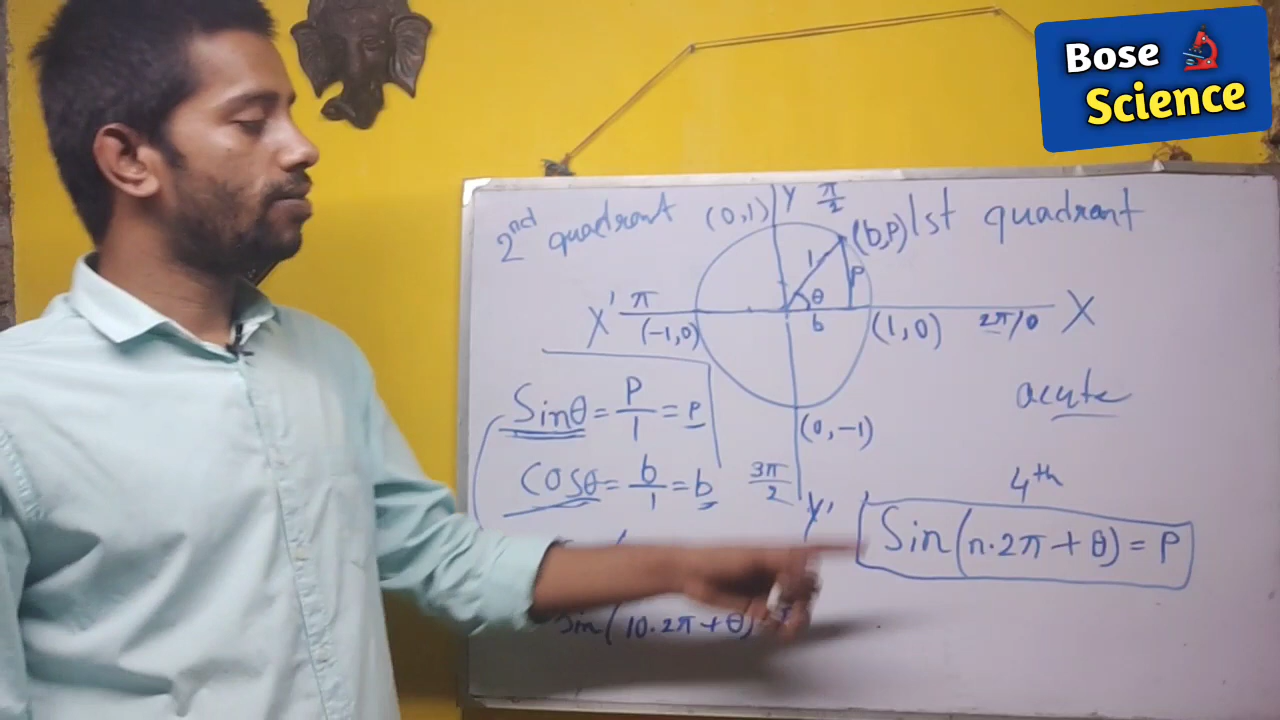 Bose
Science
2nd quadrant
(0,1)
Y
π/2
(b,P)
1st quadrant
1
P
θ
b
X'
π
(-1,0)
(1,0)
2π/0
X
acute
Sinθ = P/1 = P
(0,-1)
Cosθ = b/1 = b
3π/2
Y'
4th
Sin(n.2π+θ) = P
Sin(10.2π+θ)